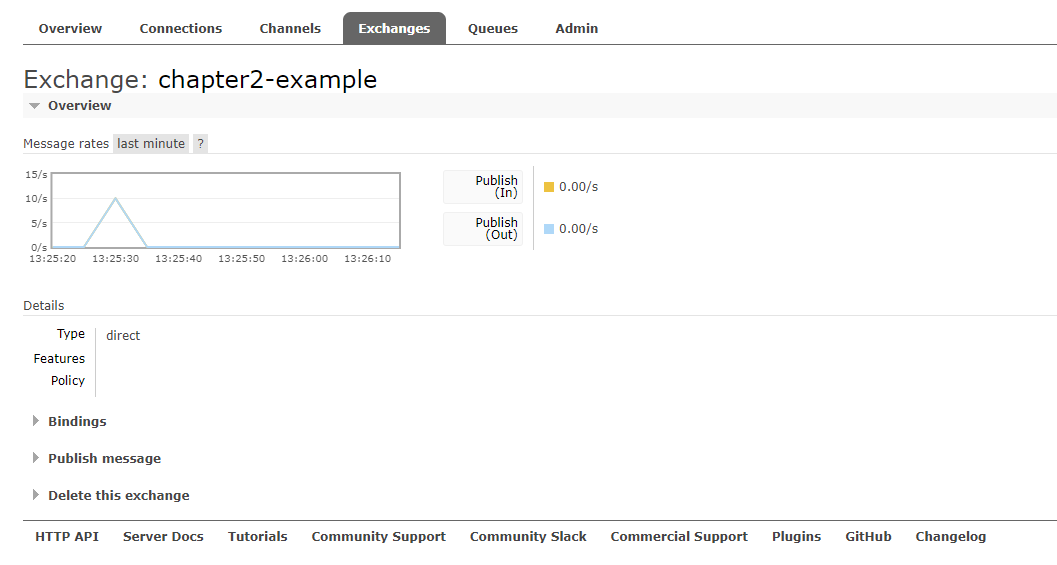 Overview Connections Channels Exchanges Queues Admin
Exchange: chapter2-example
Overview
Message rates last minute ?
15/s
10/s
5/s
0/s
13:25:20 13:25:30 13:25:40 13:25:50 13:26:00 13:26:10
Publish
(In)
0.00/s
Publish
(Out)
0.00/s
Details
Type direct
Features
Policy
Bindings
Publish message
Delete this exchange
HTTP API Server Docs Tutorials Community Support Community Slack Commercial Support Plugins GitHub Changelog